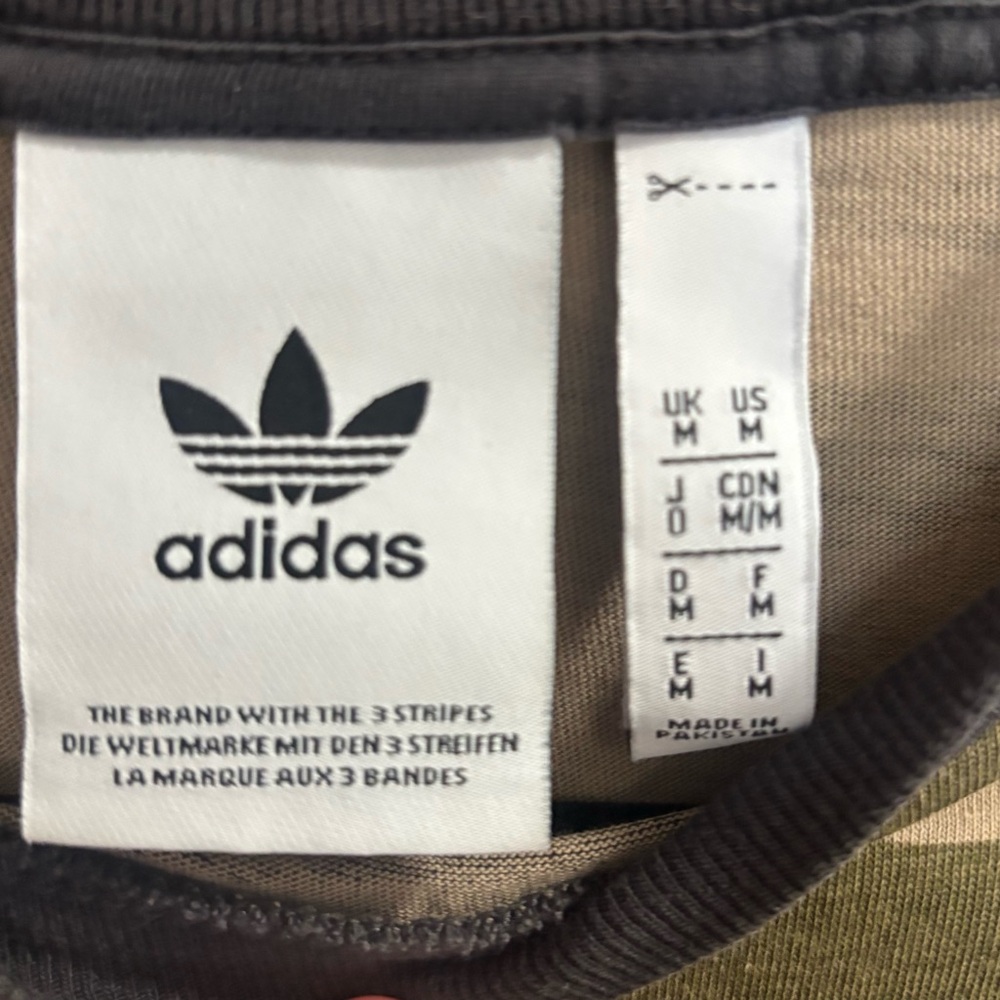 adidas
THE BRAND WITH THE 3 STRIPES
DIE WELTMARKE MIT DEN 3 STREIFEN
LA MARQUE AUX 3 BANDES
UK US
M M
J CDN
O M/M
D F
M M
E I
M M
MADE IN
PAKISTAN